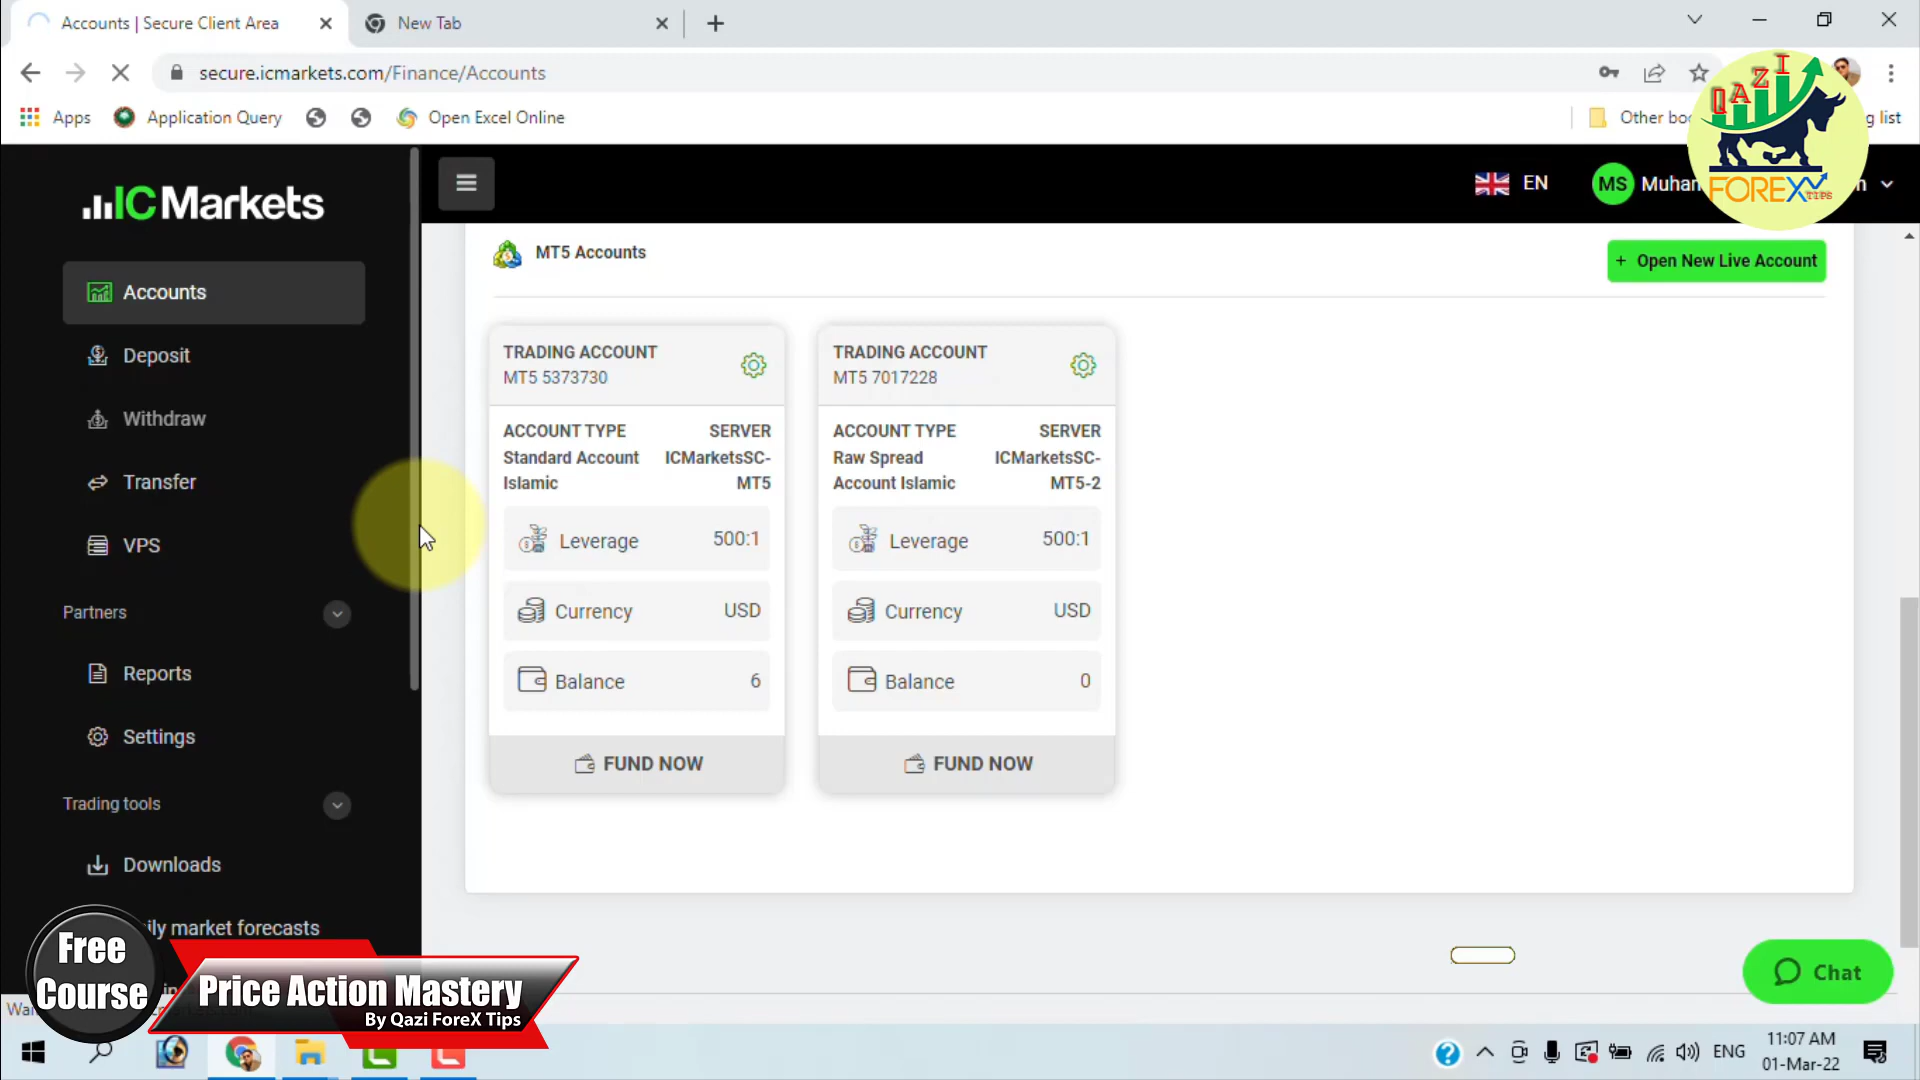 Accounts | Secure Client Area
New Tab
secure.icmarkets.com/Finance/Accounts
Apps
Application Query
Open Excel Online
Other
g list
QAZI
FOREX TIPS
ICMarkets
EN
MS
Accounts
Deposit
Withdraw
Transfer
VPS
Partners
Reports
Settings
Trading tools
Downloads
market forecasts
MT5 Accounts
+ Open New Live Account
TRADING ACCOUNT
MT5 5373730
ACCOUNT TYPE SERVER
Standard Account ICMarketsSC-
Islamic MT5
Leverage 500:1
Currency USD
Balance 6
FUND NOW
TRADING ACCOUNT
MT5 7017228
ACCOUNT TYPE SERVER
Raw Spread ICMarketsSC-
Account Islamic MT5-2
Leverage 500:1
Currency USD
Balance 0
FUND NOW
Chat
Free
Course
Price Action Mastery
By Qazi ForeX Tips
ENG
11:07 AM
01-Mar-22